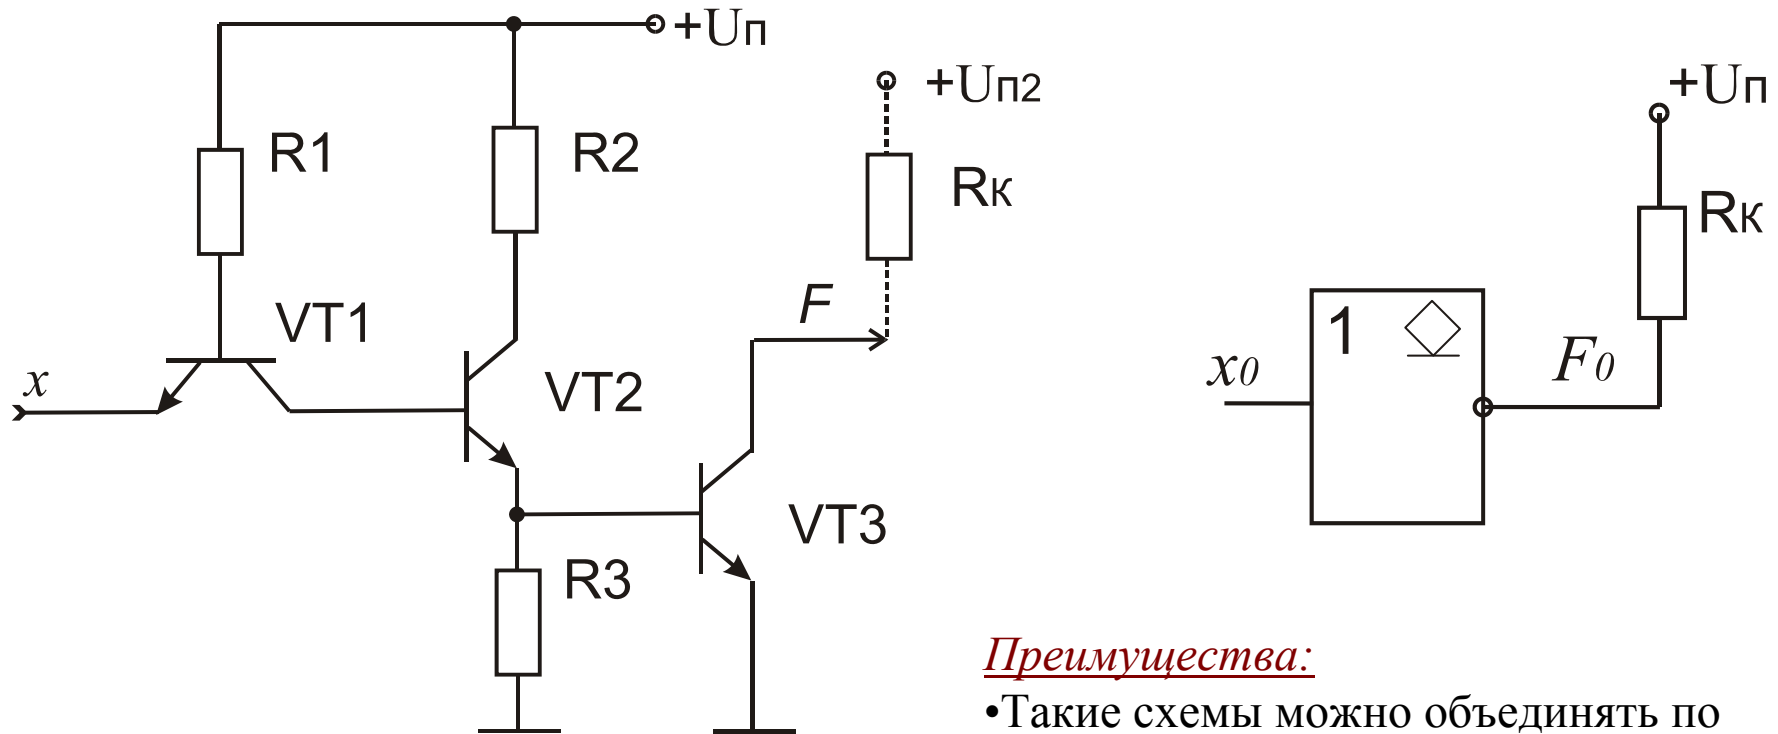 +Uп
+Uп2
+Uп
R1
R2
Rк
Rк
VT1
F
1
x
VT2
x0
F0
VT3
R3
Преимущества:
•Такие схемы можно объединять по